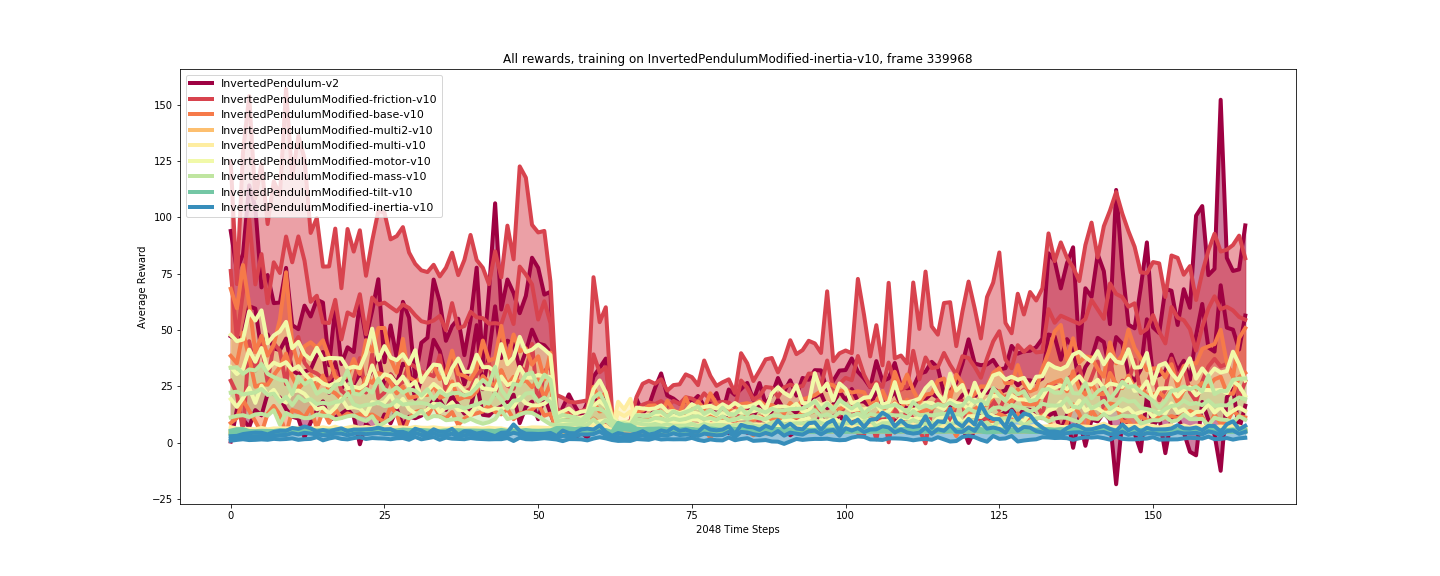 All rewards, training on InvertedPendulumModified-inertia-v10, frame 339968
InvertedPendulum-v2
InvertedPendulumModified-friction-v10
InvertedPendulumModified-base-v10
InvertedPendulumModified-multi2-v10
InvertedPendulumModified-multi-v10
InvertedPendulumModified-motor-v10
InvertedPendulumModified-mass-v10
InvertedPendulumModified-tilt-v10
InvertedPendulumModified-inertia-v10
Average Reward
150
125
100
75
50
25
0
−25
0 25 50 75 100 125 150
2048 Time Steps